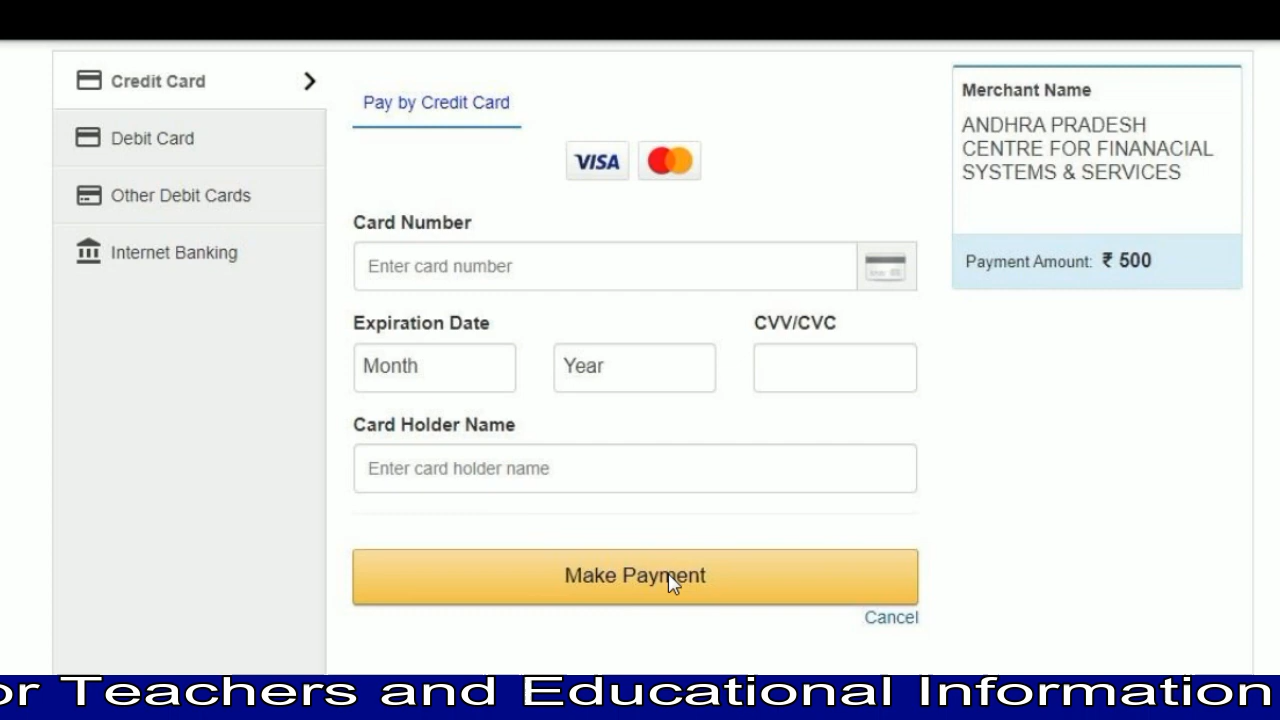 Credit Card
Debit Card
Other Debit Cards
Internet Banking
Pay by Credit Card
VISA
Card Number
Enter card number
Expiration Date
CVV/CVC
Month
Year
Card Holder Name
Enter card holder name
Make Payment
Cancel
Merchant Name
ANDHRA PRADESH
CENTRE FOR FINANACIAL
SYSTEMS & SERVICES
Payment Amount: ₹ 500
or Teachers and Educational Information